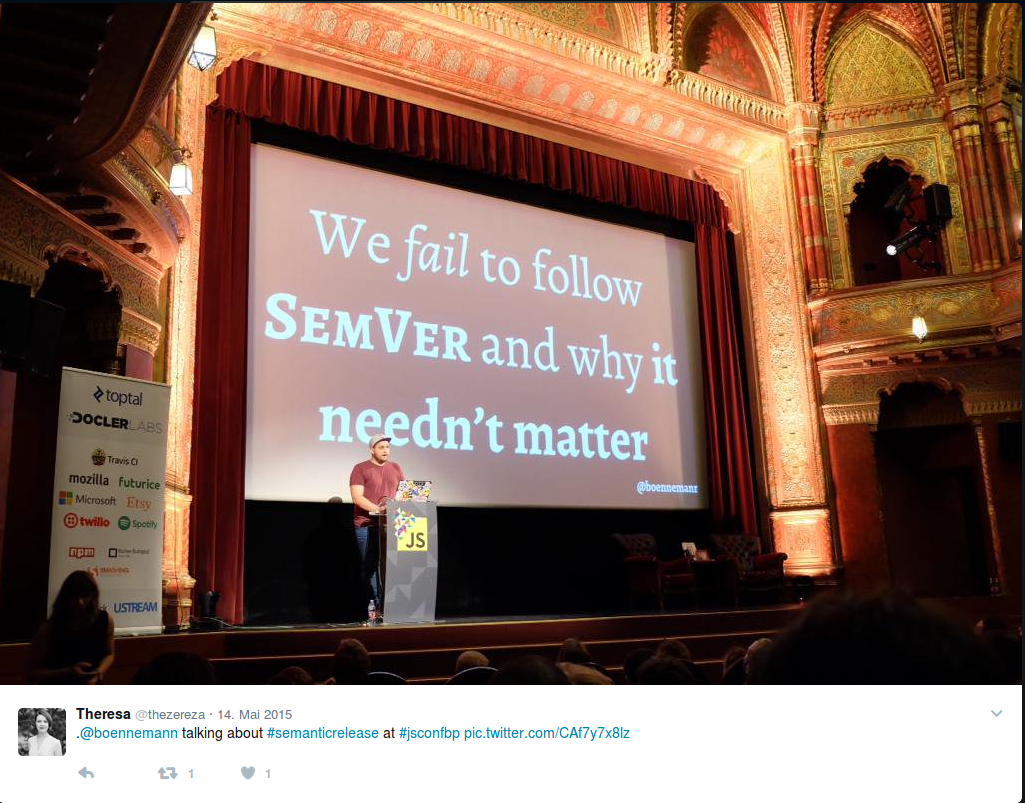 We fail to follow
SEMVER and why it
needn't matter
@boennemann
toptal
DOCLERLABS
Travis CI
mozilla futurice
Microsoft Etsy
twilio Spotify
npm
USTREAM
JS
Theresa @thezereza · 14. Mai 2015
.@boennemann talking about #semanticrelease at #jsconfbp pic.twitter.com/CAf7y7x8lz
1 1